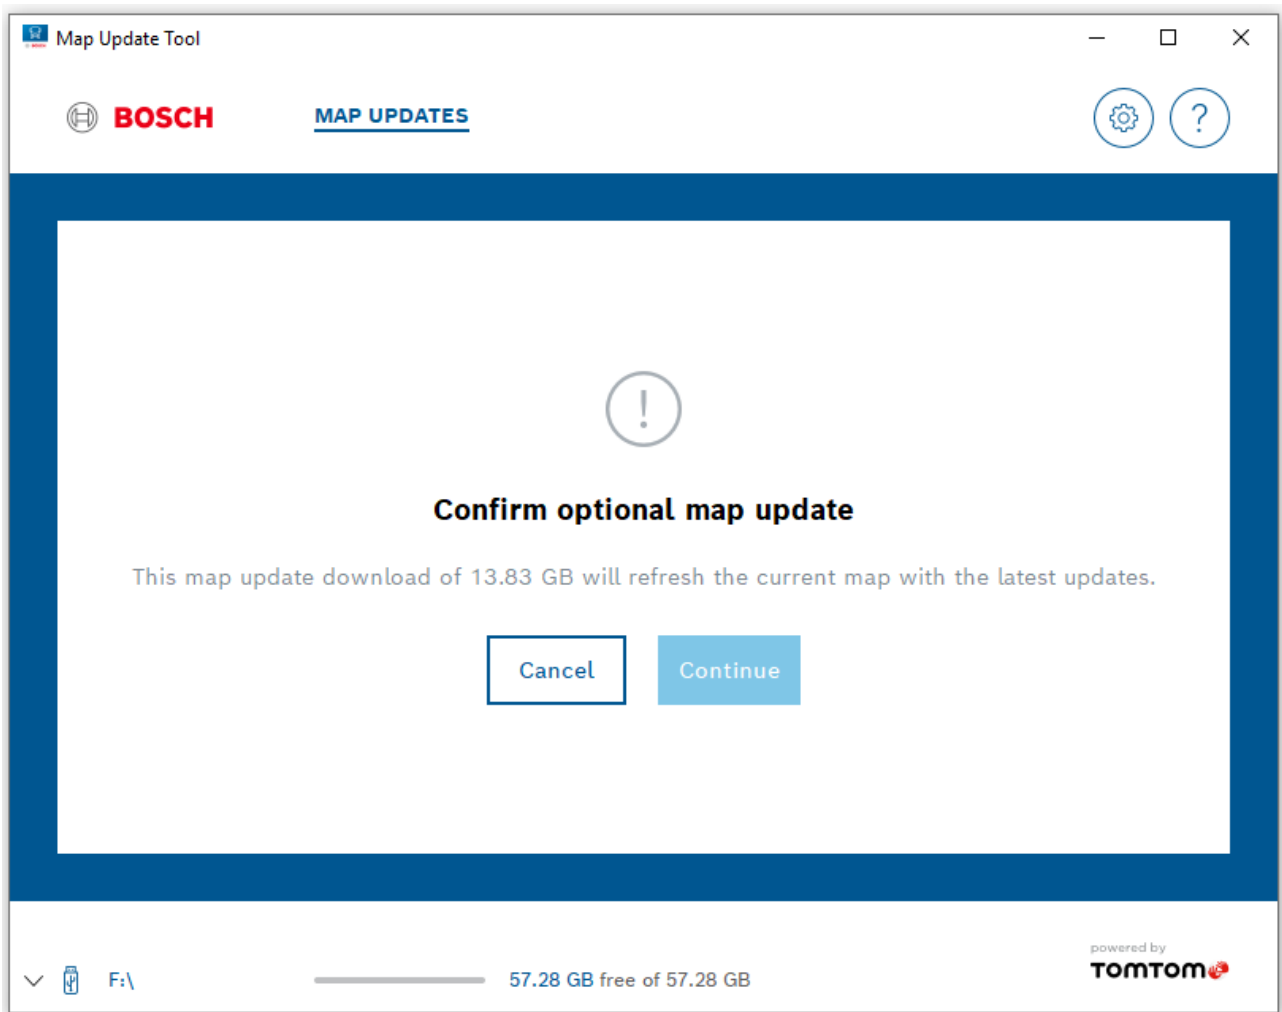 Map Update Tool
BOSCH
MAP UPDATES
?
!
Confirm optional map update
This map update download of 13.83 GB will refresh the current map with the latest updates.
Cancel
Continue
F:\
57.28 GB free of 57.28 GB
powered by
TOMTOM